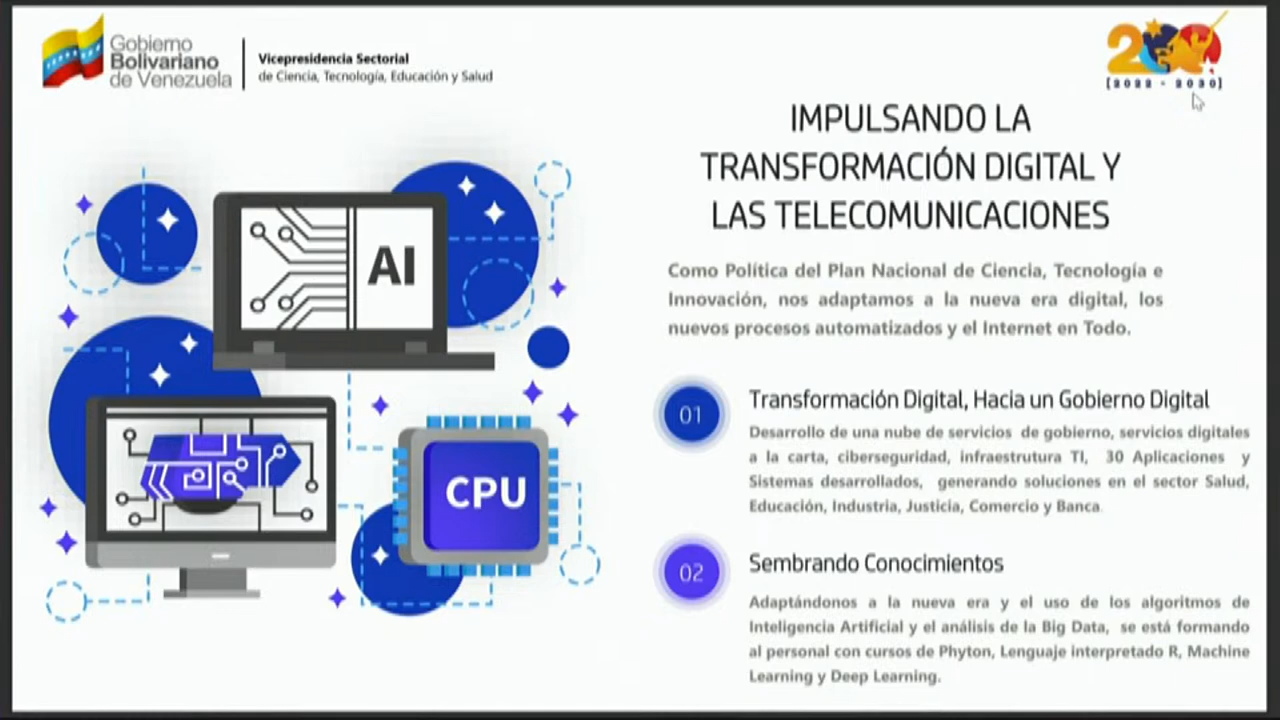 Gobierno
Bolivariano
de Venezuela
Vicepresidencia Sectorial
de Ciencia, Tecnología, Educación y Salud
200
[2022 - 2030]
IMPULSANDO LA
TRANSFORMACIÓN DIGITAL Y
LAS TELECOMUNICACIONES
Como Política del Plan Nacional de Ciencia, Tecnología e
Innovación, nos adaptamos a la nueva era digital, los
nuevos procesos automatizados y el Internet en Todo.
AI
CPU
01
Transformación Digital, Hacia un Gobierno Digital
Desarrollo de una nube de servicios de gobierno, servicios digitales
a la carta, ciberseguridad, infraestrutura TI, 30 Aplicaciones y
Sistemas desarrollados, generando soluciones en el sector Salud,
Educación, Industria, Justicia, Comercio y Banca.
02
Sembrando Conocimientos
Adaptándonos a la nueva era y el uso de los algoritmos de
Inteligencia Artificial y el análisis de la Big Data, se está formando
al personal con cursos de Phyton, Lenguaje interpretado R, Machine
Learning y Deep Learning.